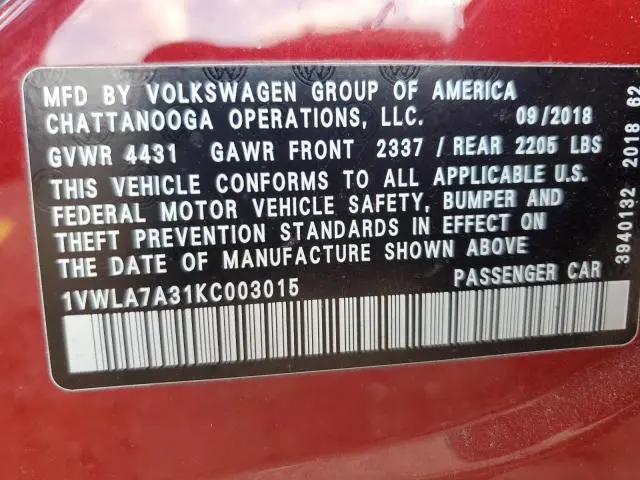 MFD BY VOLKSWAGEN GROUP OF AMERICA
CHATTANOOGA OPERATIONS, LLC. 09/2018
GVWR 4431 GAWR FRONT 2337 / REAR 2205 LBS
THIS VEHICLE CONFORMS TO ALL APPLICABLE U.S.
FEDERAL MOTOR VEHICLE SAFETY, BUMPER AND
THEFT PREVENTION STANDARDS IN EFFECT ON
THE DATE OF MANUFACTURE SHOWN ABOVE
1VWLA7A31KC003015 PASSENGER CAR
3940132 2018 62